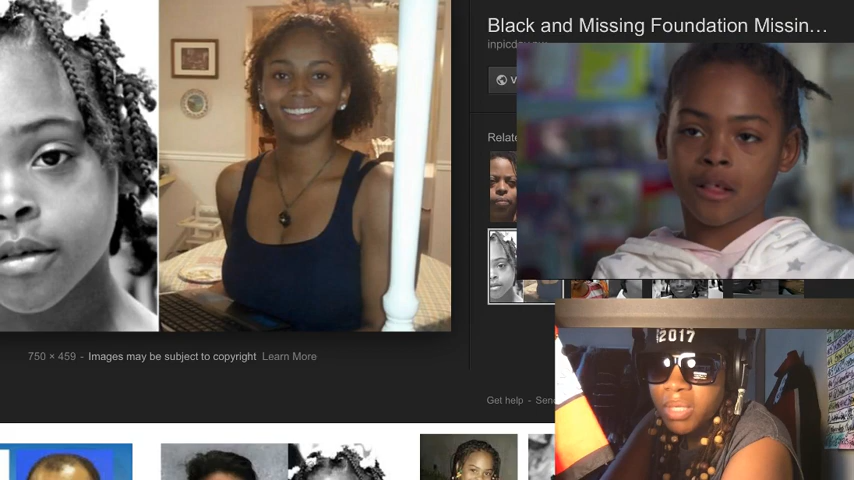 Black and Missing Foundation Missin...
V
Relate
750 × 459 - Images may be subject to copyright Learn More
Get help - Send
2017